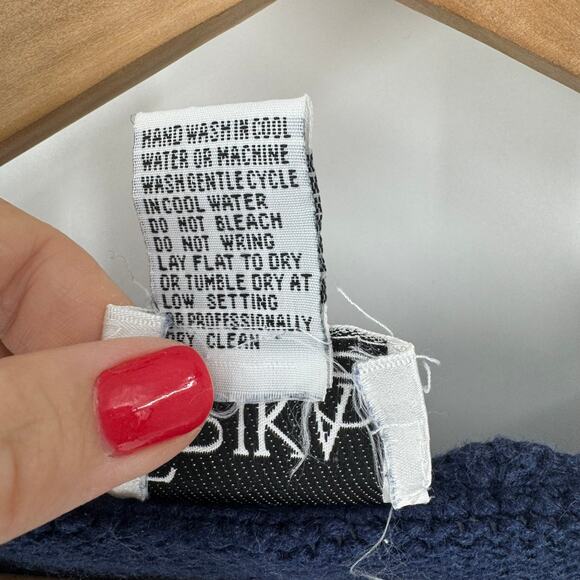 HAND WASH IN COOL
WATER OR MACHINE
WASH GENTLE CYCLE
IN COOL WATER
DO NOT BLEACH
DO NOT WRING
LAY FLAT TO DRY
OR TUMBLE DRY AT
LOW SETTING
OR PROFFSSIONALLY
DRY CLEAN